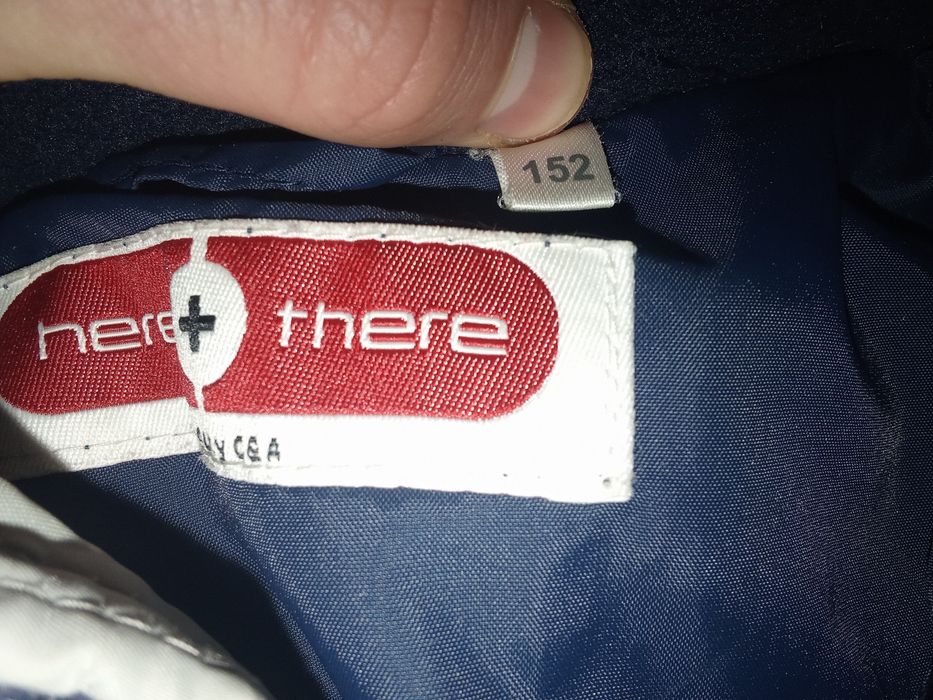 152
here + there
C&A